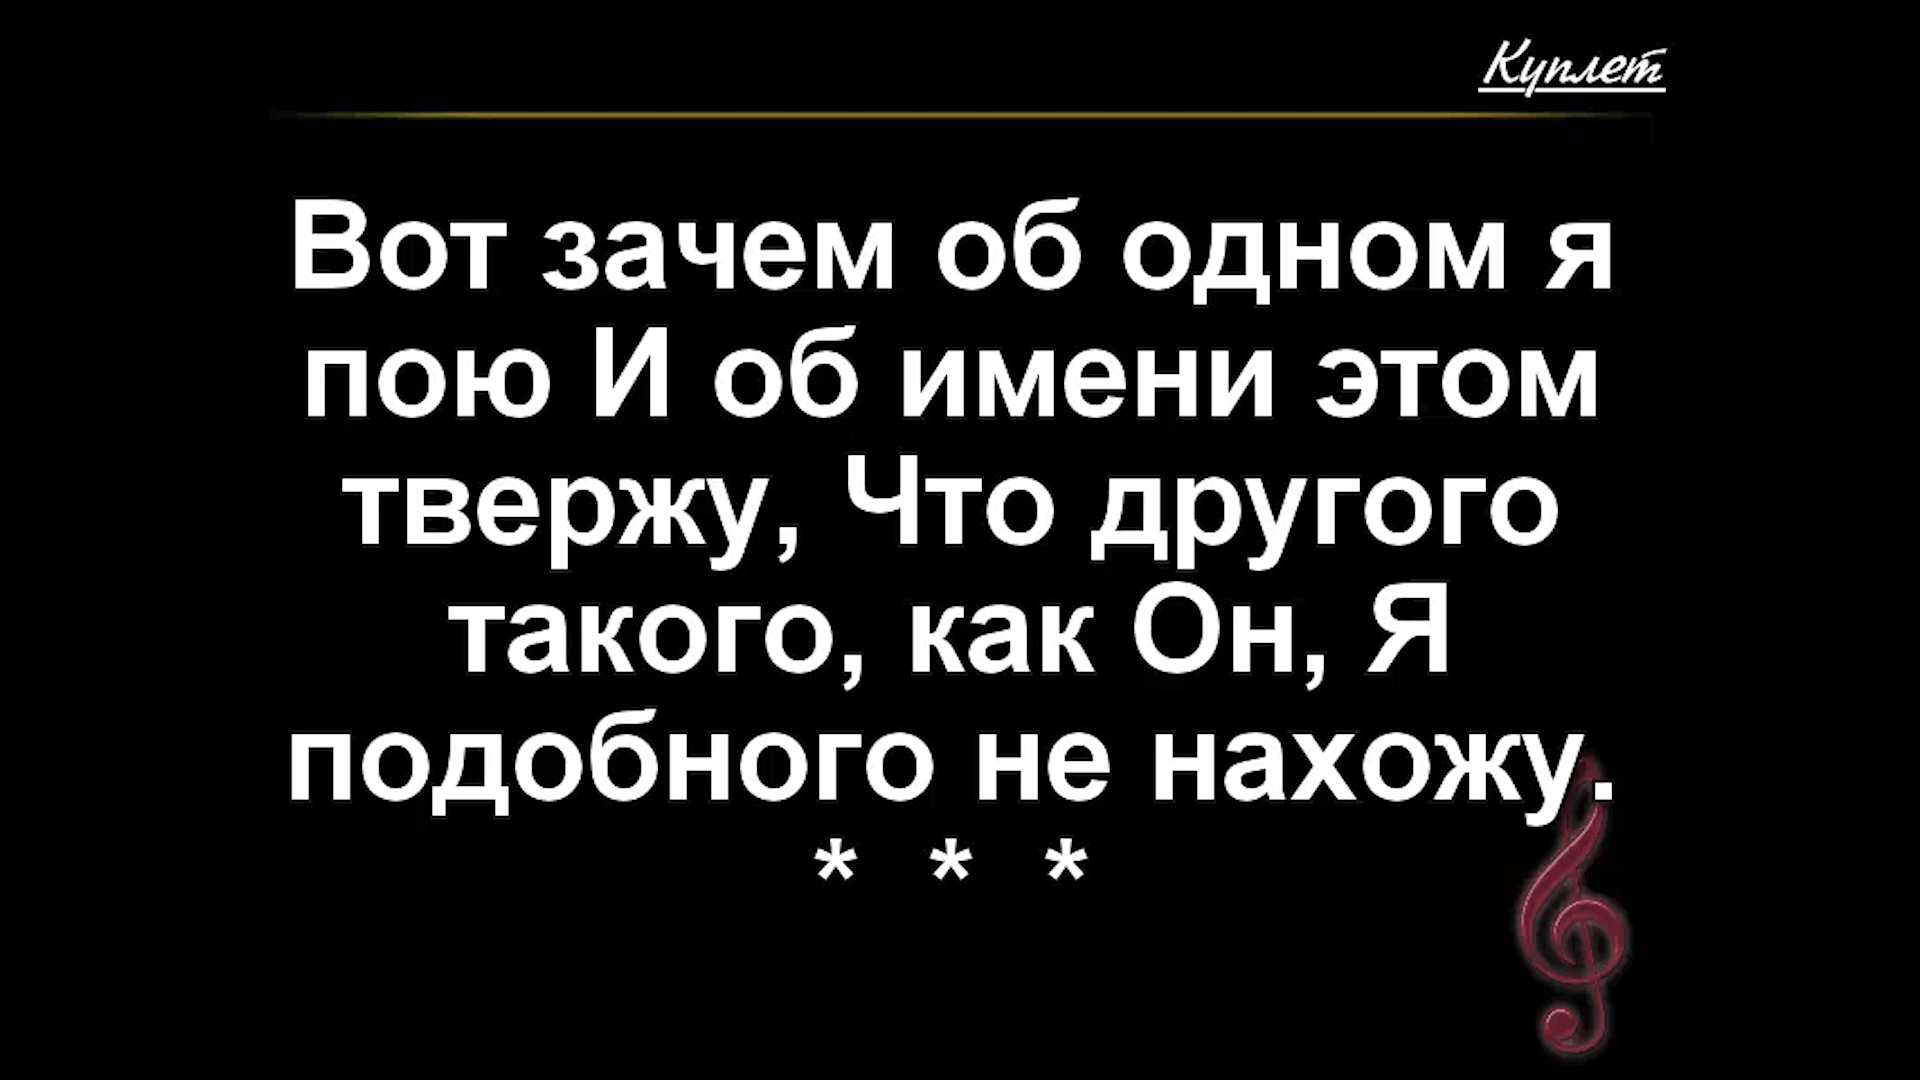 Куплет
Вот зачем об одном я
пою И об имени этом
твержу, Что другого
такого, как Он, Я
подобного не нахожу.
* * *